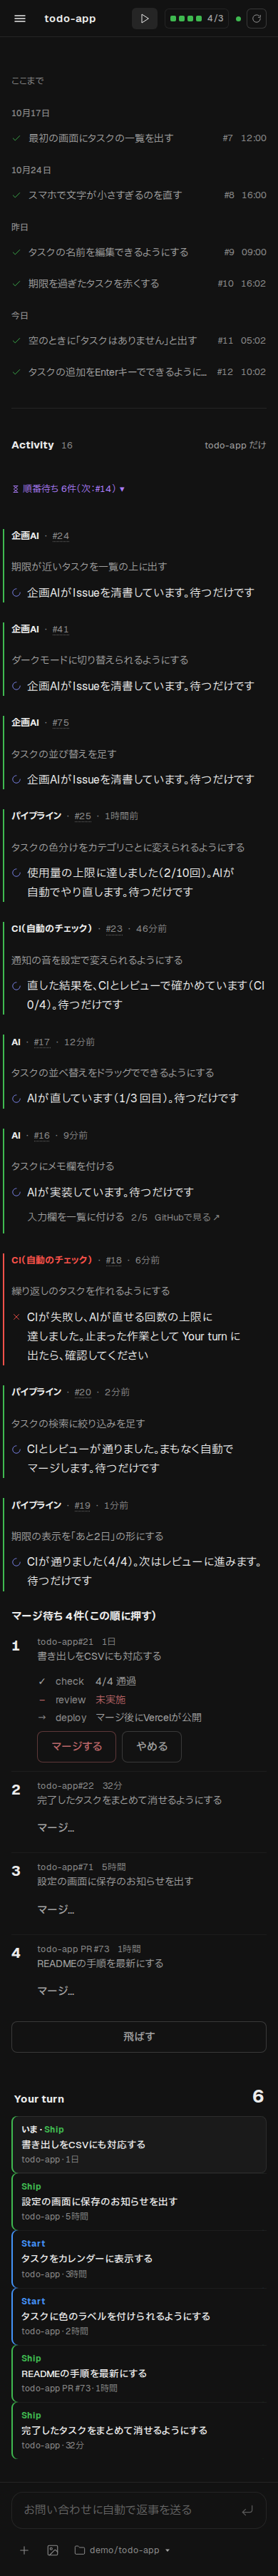 todo-app
4/3
ここまで
10月17日
最初の画面にタスクの一覧を出す #7 12:00
10月24日
スマホで文字が小さすぎるのを直す #6 16:00
昨日
タスクの名前を編集できるようにする #9 09:00
期限を過ぎたタスクを赤くする #10 16:02
今日
空のときに「タスクはありません」と出す #11 05:02
タスクの追加をEnterキーでできるように… #12 10:02
Activity 16 todo-app だけ
順番待ち 6件（次:#14） ▾
企画AI · #24
期限が近いタスクを一覧の上に出す
企画AIがIssueを清書しています。待つだけです
企画AI · #41
ダークモードに切り替えられるようにする
企画AIがIssueを清書しています。待つだけです
企画AI · #75
タスクの並び替えを足す
企画AIがIssueを清書しています。待つだけです
パイプライン · #25 · 1時間前
タスクの色分けをカテゴリごとに変えられるようにする
使用量の上限に達しました（2/10回）。AIが
自動でやり直します。待つだけです
CI（自動のチェック） · #23 · 46分前
通知の音を設定で変えられるようにする
直した結果を、CIとレビューで確かめています（CI
0/4）。待つだけです
AI · #17 · 12分前
タスクの並べ替えをドラッグでできるようにする
AIが直しています（1/3 回目）。待つだけです
AI · #16 · 9分前
タスクにメモ欄を付ける
AIが実装しています。待つだけです
入力欄を一覧に付ける 2/5 GitHubで見る ↗
CI（自動のチェック） · #18 · 6分前
繰り返しのタスクを作れるようにする
CIが失敗し、AIが直せる回数の上限に
達しました。止まった作業として Your turn に
出たら、確認してください
パイプライン · #20 · 2分前
タスクの検索に絞り込みを足す
CIとレビューが通りました。まもなく自動で
マージします。待つだけです
パイプライン · #19 · 1分前
期限の表示を「あと2日」の形にする
CIが通りました（4/4）。次はレビューに進みます。
待つだけです
マージ待ち 4件（この順に押す）
1 todo-app#21 1日
書き出しをCSVにも対応する
✓ check 4/4 通過
– review 未実施
→ deploy マージ後にVercelが公開
マージする やめる
2 todo-app#22 32分
完了したタスクをまとめて消せるようにする
マージ…
3 todo-app#71 5時間
設定の画面に保存のお知らせを出す
マージ…
4 todo-app PR#73 1時間
READMEの手順を最新にする
マージ…
飛ばす
Your turn 6
いま · Ship
書き出しをCSVにも対応する
todo-app · 1日
Ship
設定の画面に保存のお知らせを出す
todo-app · 5時間
Start
タスクをカレンダーに表示する
todo-app · 3時間
Start
タスクに色のラベルを付けられるようにする
todo-app · 2時間
Ship
READMEの手順を最新にする
todo-app PR#73 · 1時間
Ship
完了したタスクをまとめて消せるようにする
todo-app · 32分
お問い合わせに自動で返事を送る
demo/todo-app